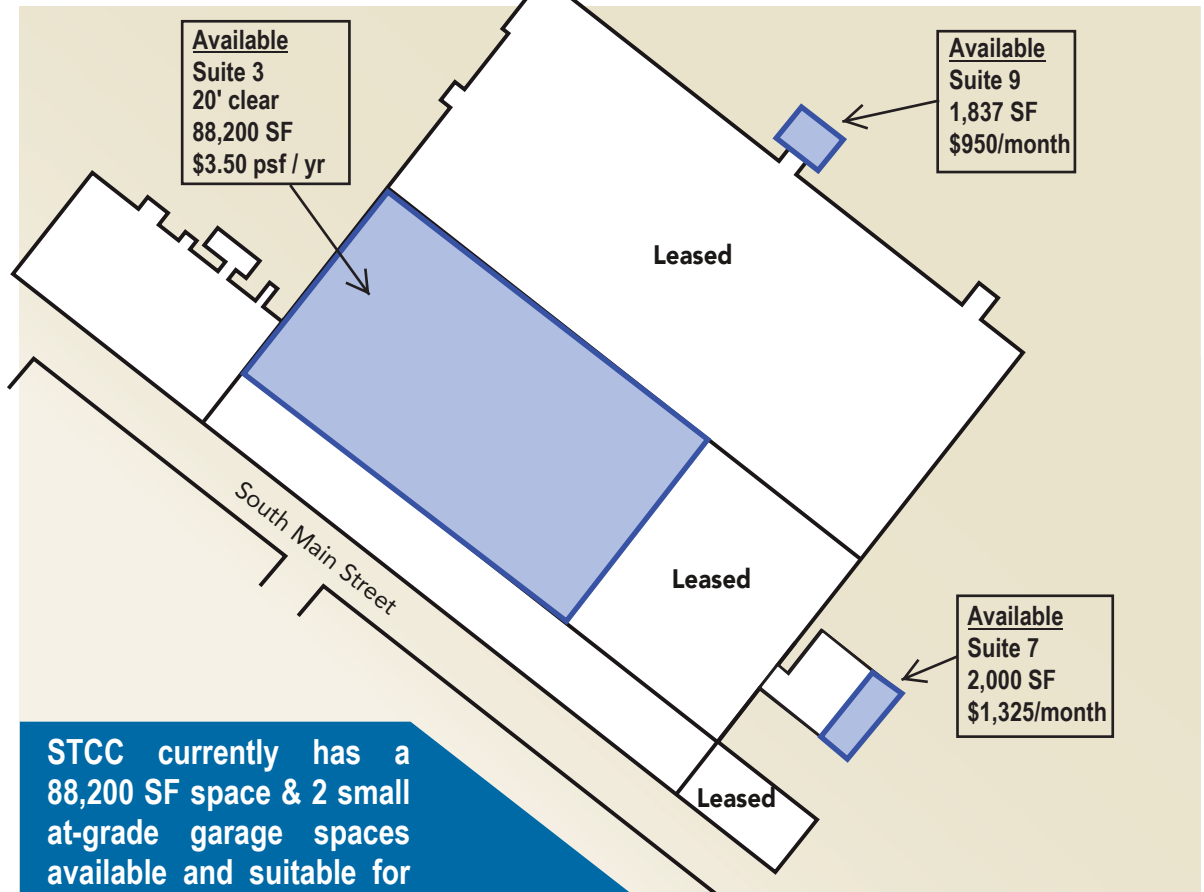 Available
Suite 3
20' clear
88,200 SF
$3.50 psf / yr
Available
Suite 9
1,837 SF
$950/month
Leased
South Main Street
Leased
Available
Suite 7
2,000 SF
$1,325/month
Leased
STCC currently has a
88,200 SF space & 2 small
at-grade garage spaces
available and suitable for